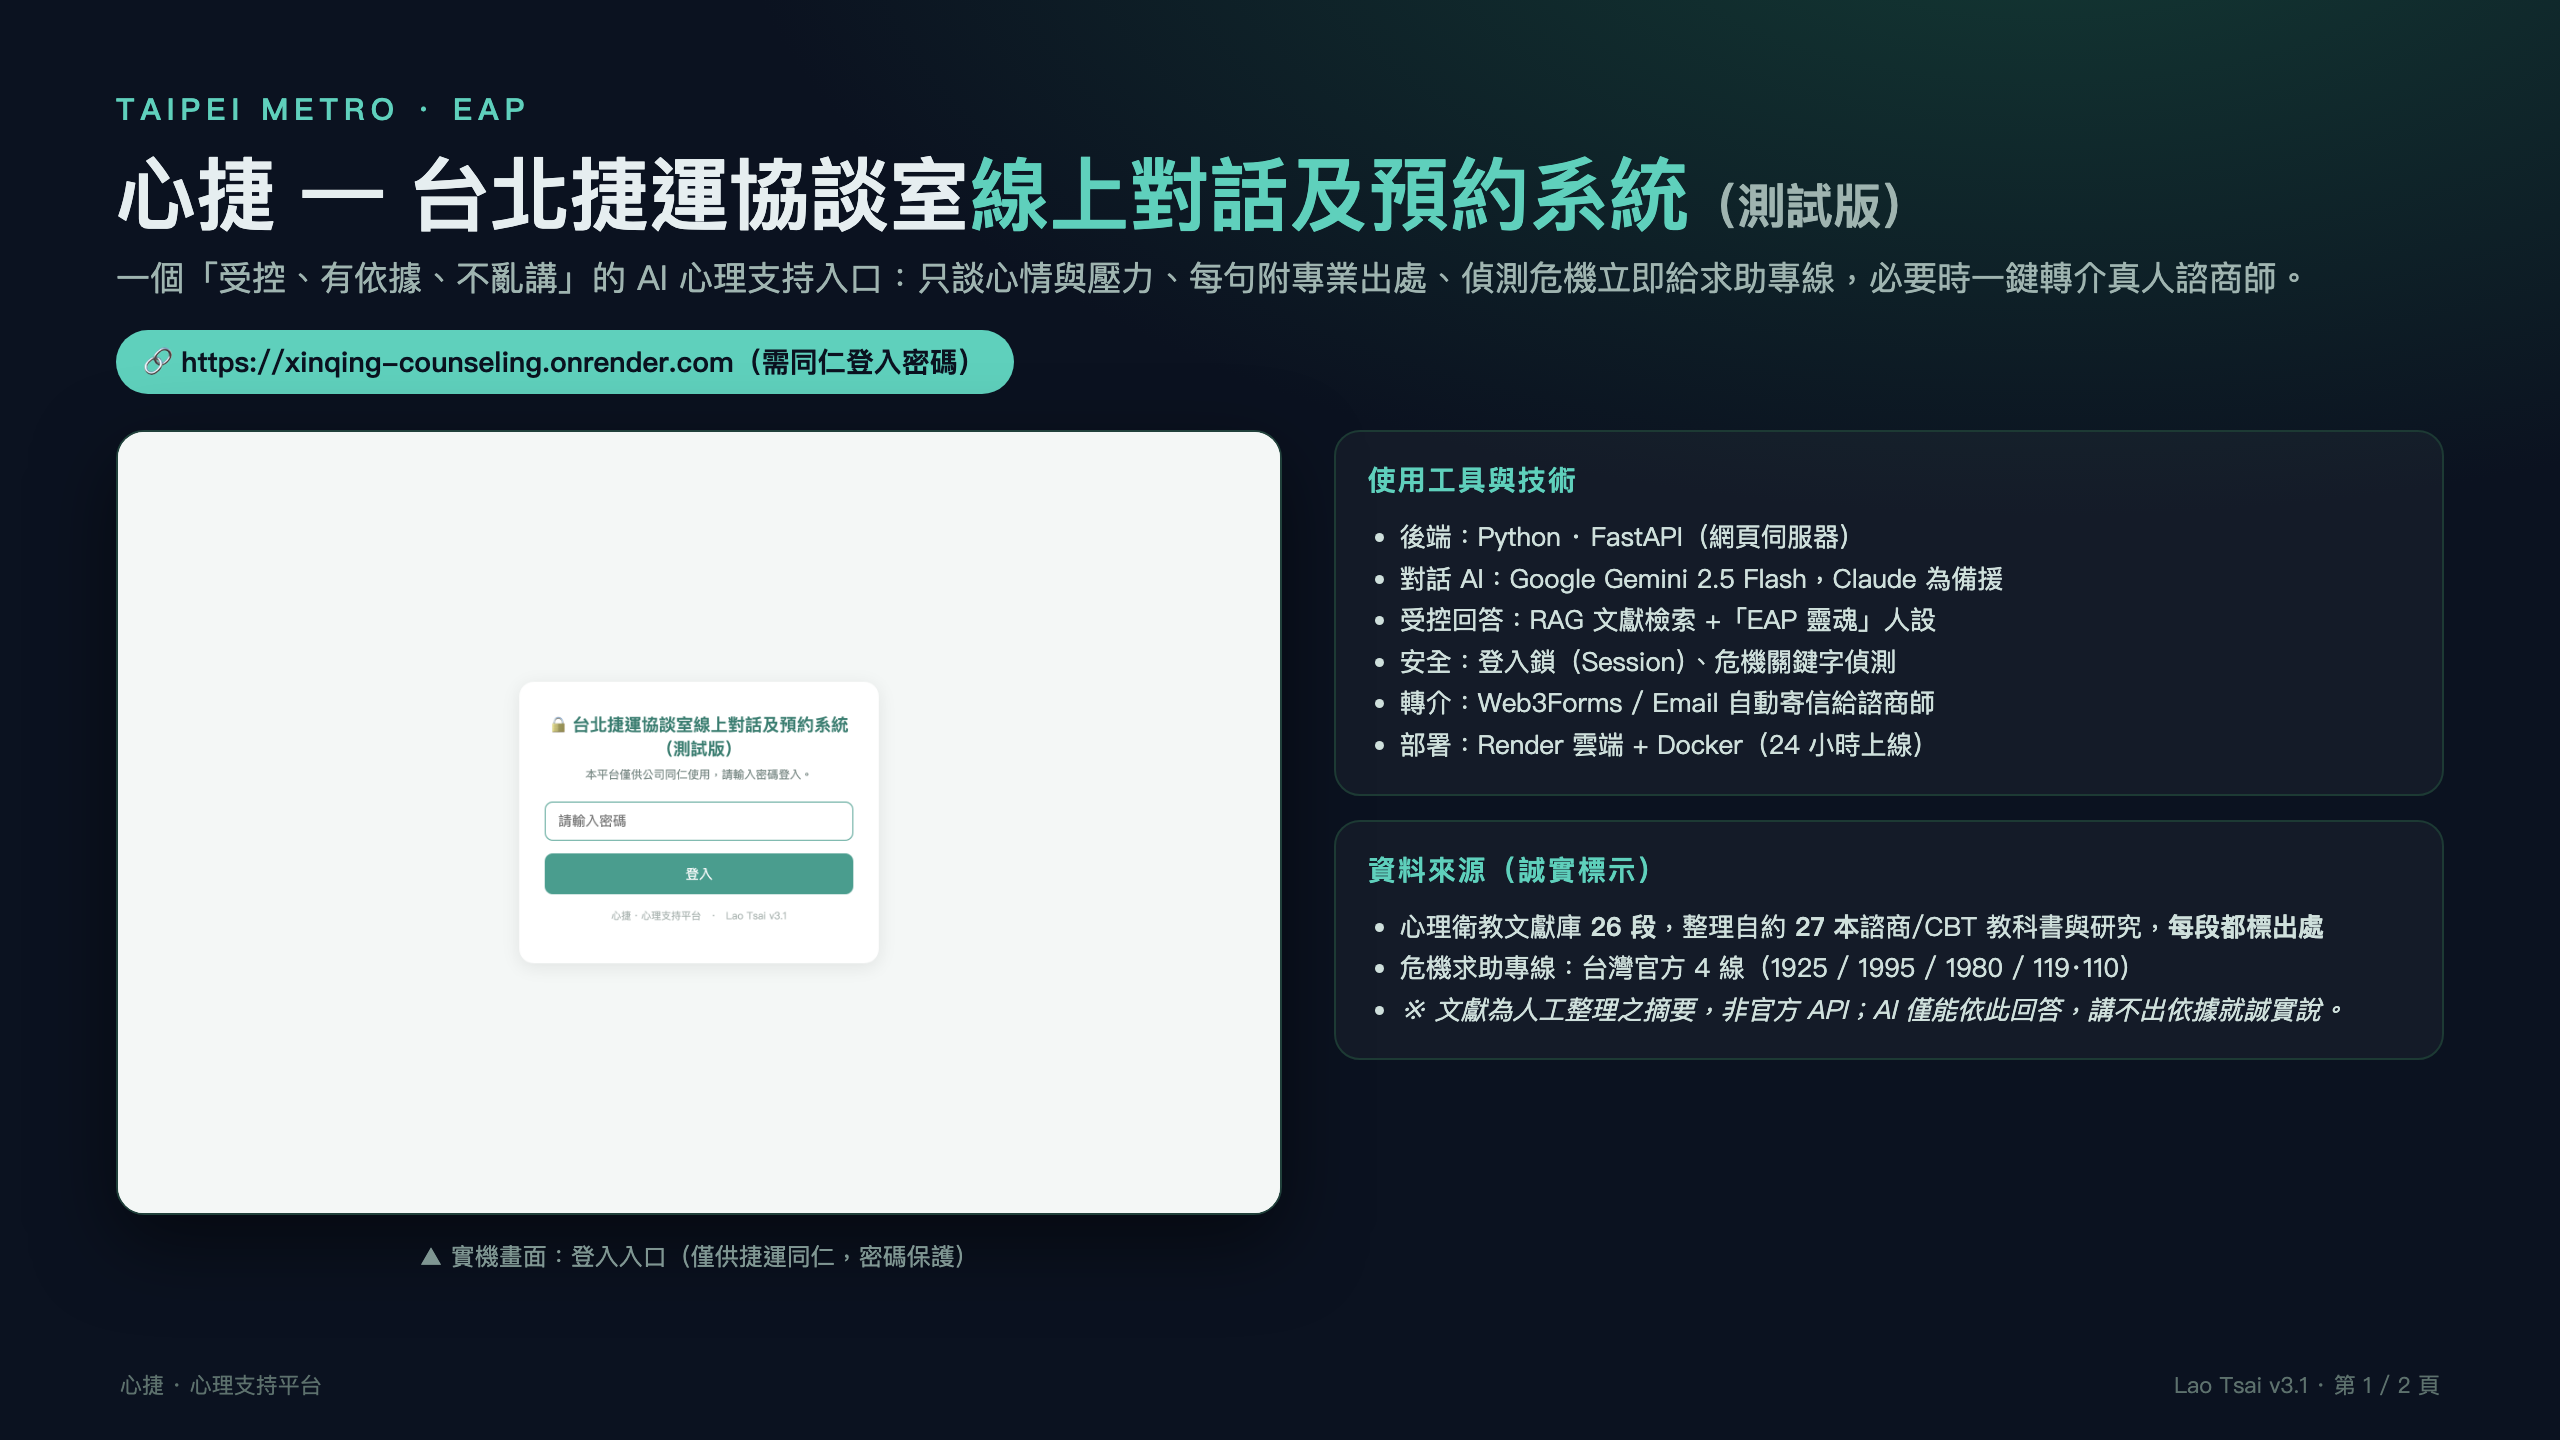 TAIPEI METRO · EAP
心捷 — 台北捷運協談室線上對話及預約系統（測試版）
一個「受控、有依據、不亂講」的 AI 心理支持入口：只談心情與壓力、每句附專業出處、偵測危機立即給求助專線，必要時一鍵轉介真人諮商師。
🔗 https://xinqing-counseling.onrender.com（需同仁登入密碼）
🔒 台北捷運協談室線上對話及預約系統
（測試版）
本平台僅供公司同仁使用，請輸入密碼登入。
請輸入密碼
登入
心捷 · 心理支持平台 · Lao Tsai v3.1
▲ 實機畫面：登入入口（僅供捷運同仁，密碼保護）
使用工具與技術
• 後端：Python · FastAPI（網頁伺服器）
• 對話 AI：Google Gemini 2.5 Flash，Claude 為備援
• 受控回答：RAG 文獻檢索 +「EAP 靈魂」人設
• 安全：登入鎖（Session）、危機關鍵字偵測
• 轉介：Web3Forms / Email 自動寄信給諮商師
• 部署：Render 雲端 + Docker（24 小時上線）
資料來源（誠實標示）
• 心理衛教文獻庫 26 段，整理自約 27 本諮商/CBT 教科書與研究，每段都標出處
• 危機求助專線：台灣官方 4 線（1925 / 1995 / 1980 / 119·110）
• ※ 文獻為人工整理之摘要，非官方 API；AI 僅能依此回答，講不出依據就誠實說。
心捷 · 心理支持平台
Lao Tsai v3.1 · 第 1 / 2 頁